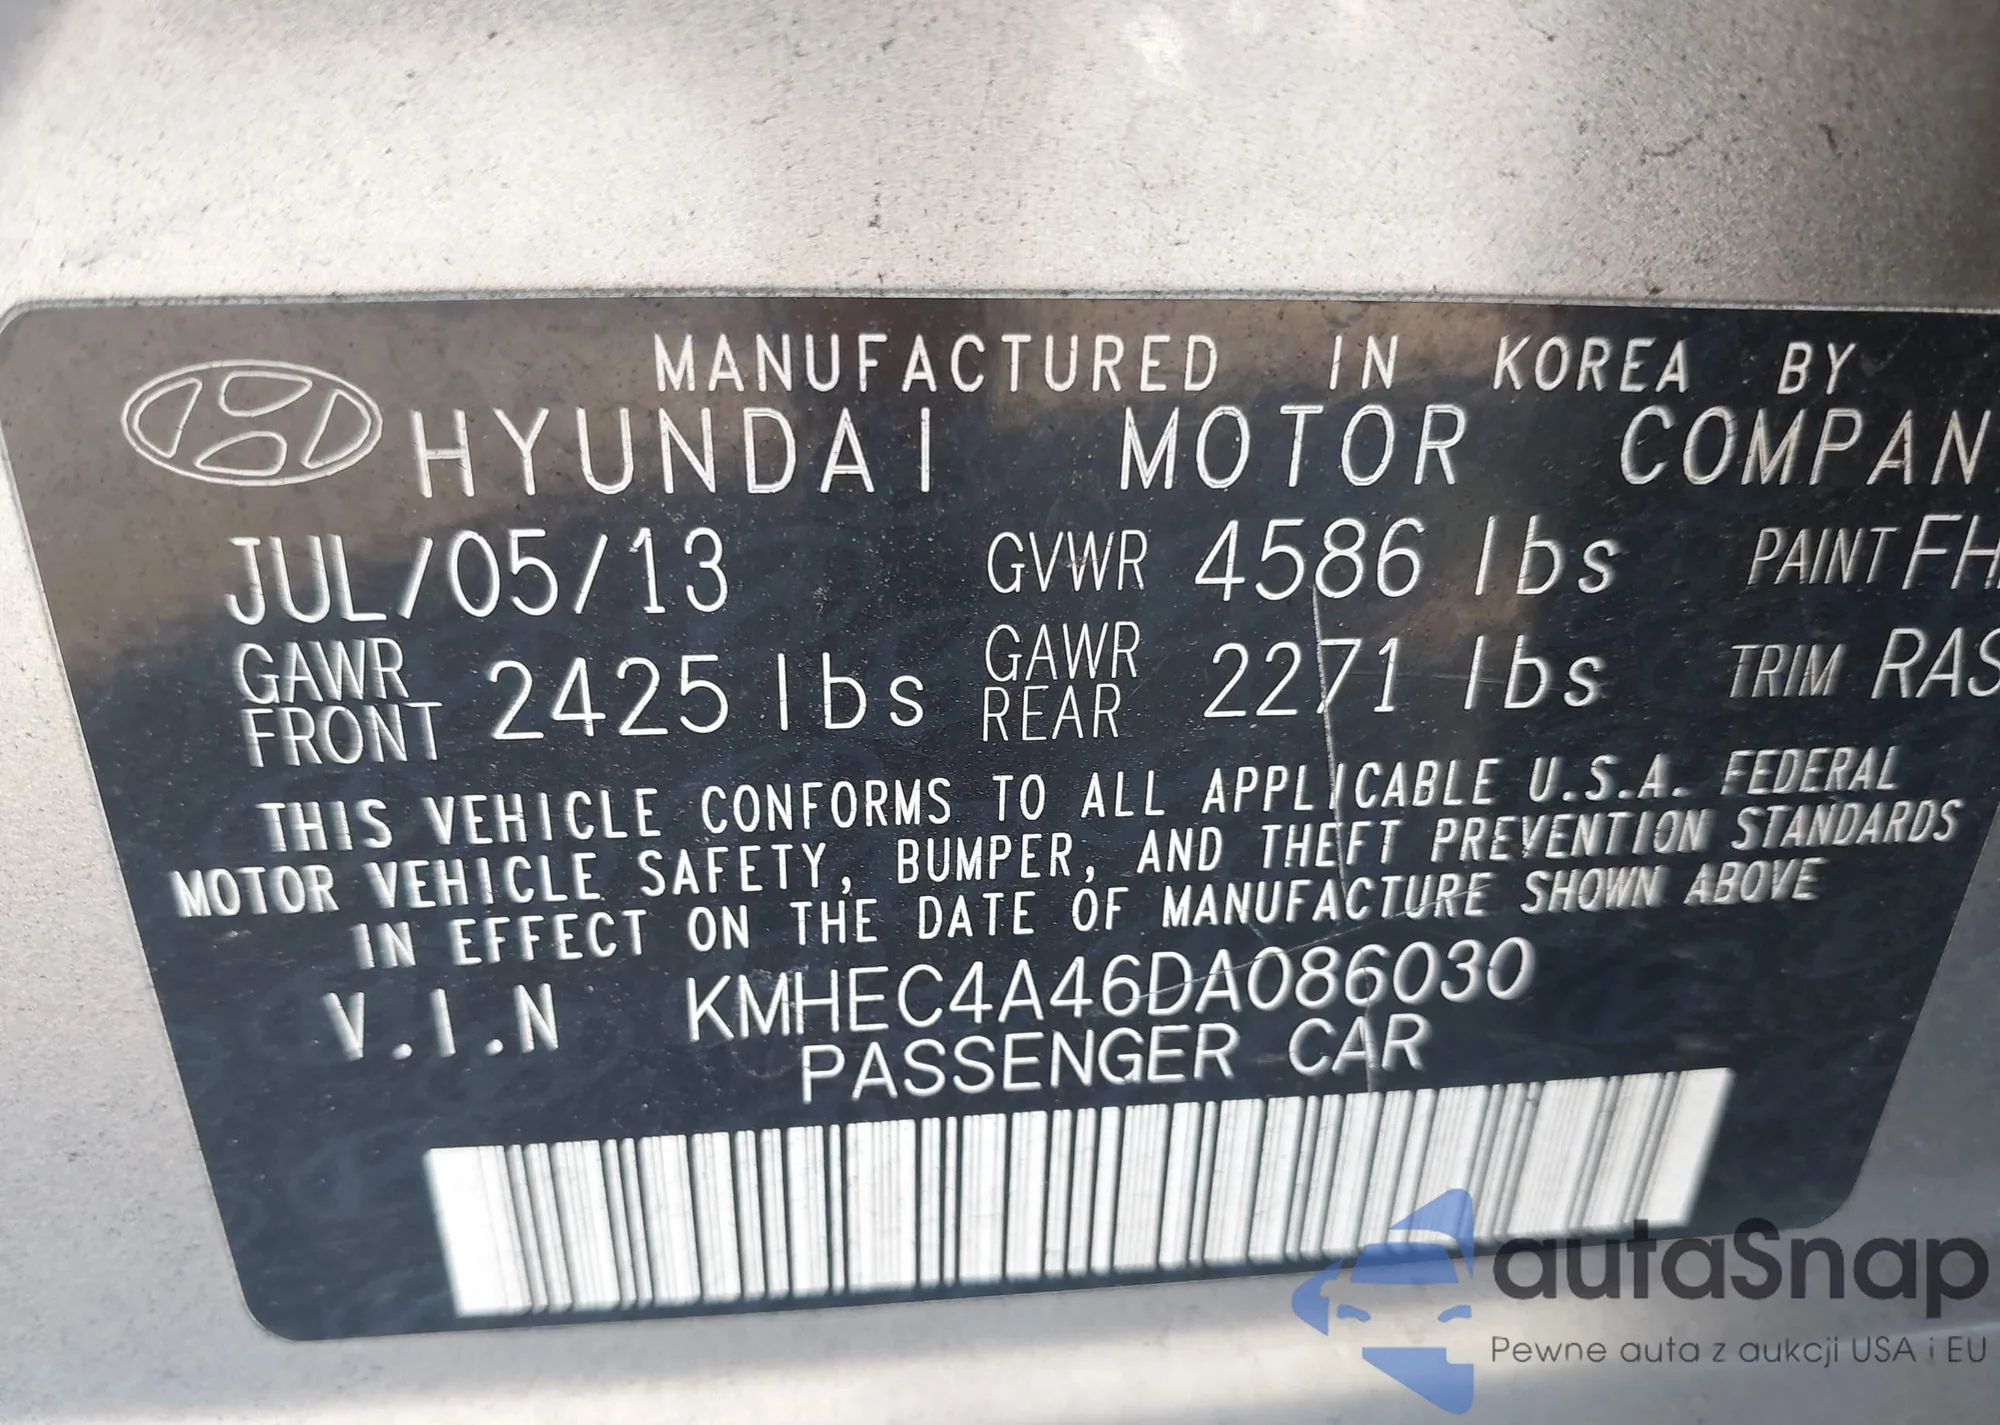 MANUFACTURED IN KOREA BY
HYUNDAI MOTOR COMPAN
JUL/05/13 GVWR 4586 lbs PAINT FH
GAWR FRONT 2425 lbs GAWR REAR 2271 lbs TRIM RAS
THIS VEHICLE CONFORMS TO ALL APPLICABLE U.S.A. FEDERAL
MOTOR VEHICLE SAFETY, BUMPER, AND THEFT PREVENTION STANDARDS
IN EFFECT ON THE DATE OF MANUFACTURE SHOWN ABOVE
V.I.N KMHEC4A46DA086030
PASSENGER CAR
autaSnap
Pewne auta z aukcji USA i EU